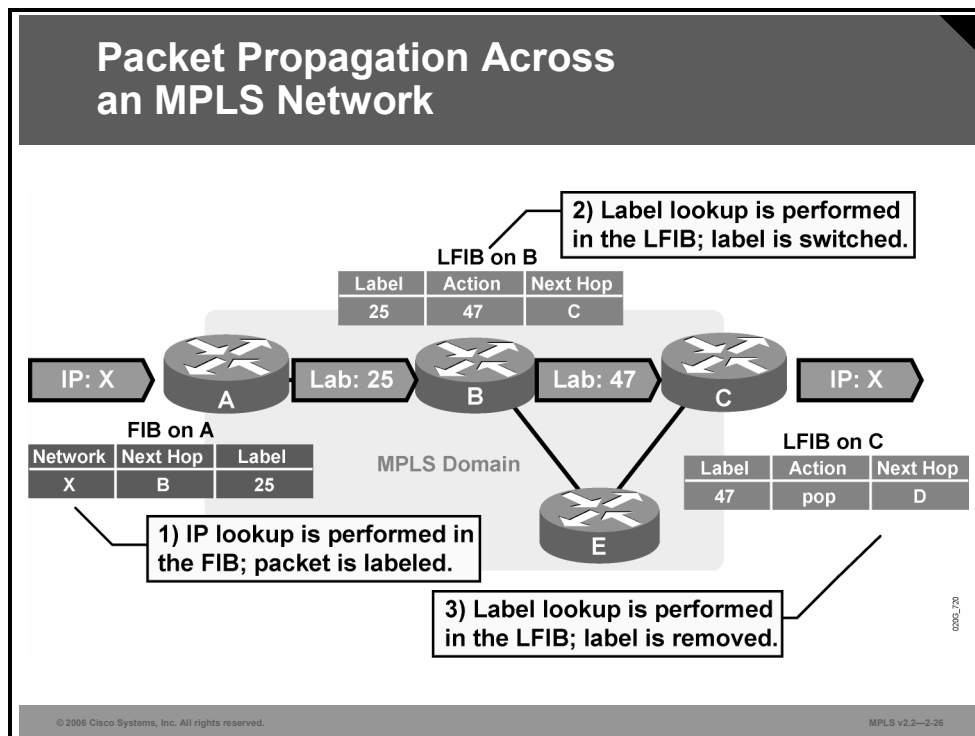 Packet Propagation Across
an MPLS Network
2) Label lookup is performed
in the LFIB; label is switched.
LFIB on B
Label Action Next Hop
25 47 C
IP: X
A
Lab: 25
B
Lab: 47
C
IP: X
FIB on A
Network Next Hop Label
X B 25
MPLS Domain
LFIB on C
Label Action Next Hop
47 pop D
E
1) IP lookup is performed in
the FIB; packet is labeled.
3) Label lookup is performed
in the LFIB; label is removed.
020G_720
© 2006 Cisco Systems, Inc. All rights reserved.
MPLS v2.2—2-26